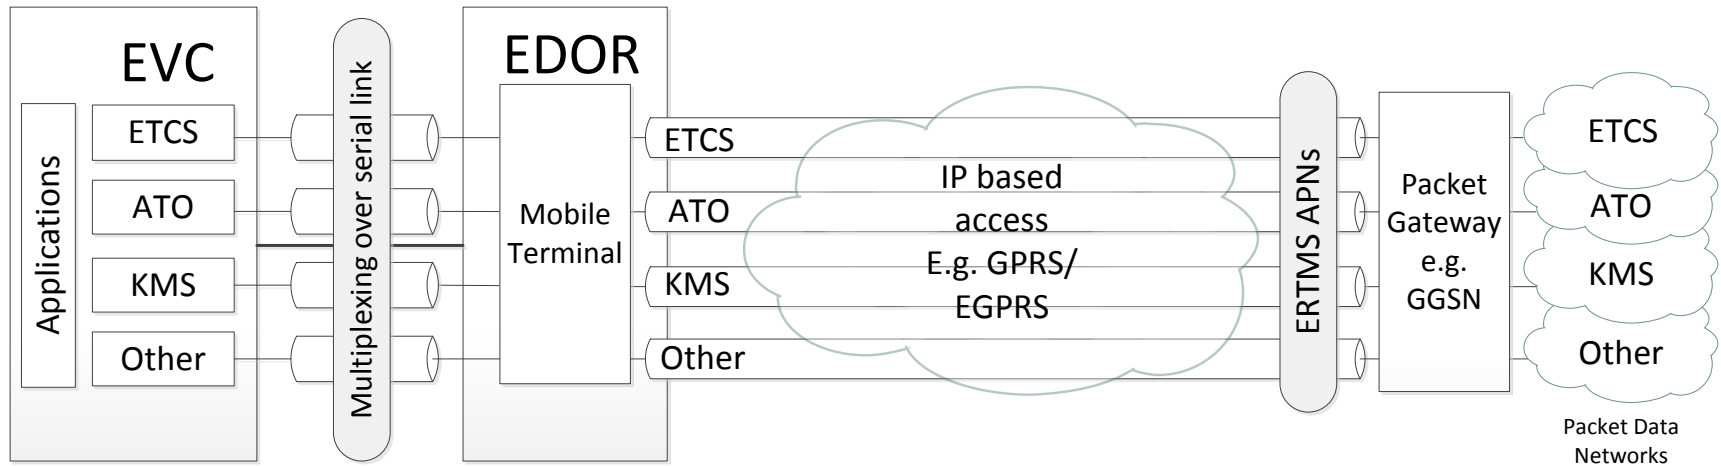 EVC
Applications
ETCS
ATO
KMS
Other
Multiplexing over serial link
EDOR
Mobile
Terminal
ETCS
ATO
KMS
Other
IP based
access
E.g. GPRS/
EGPRS
ERTMS APNs
Packet
Gateway
e.g.
GGSN
ETCS
ATO
KMS
Other
Packet Data
Networks